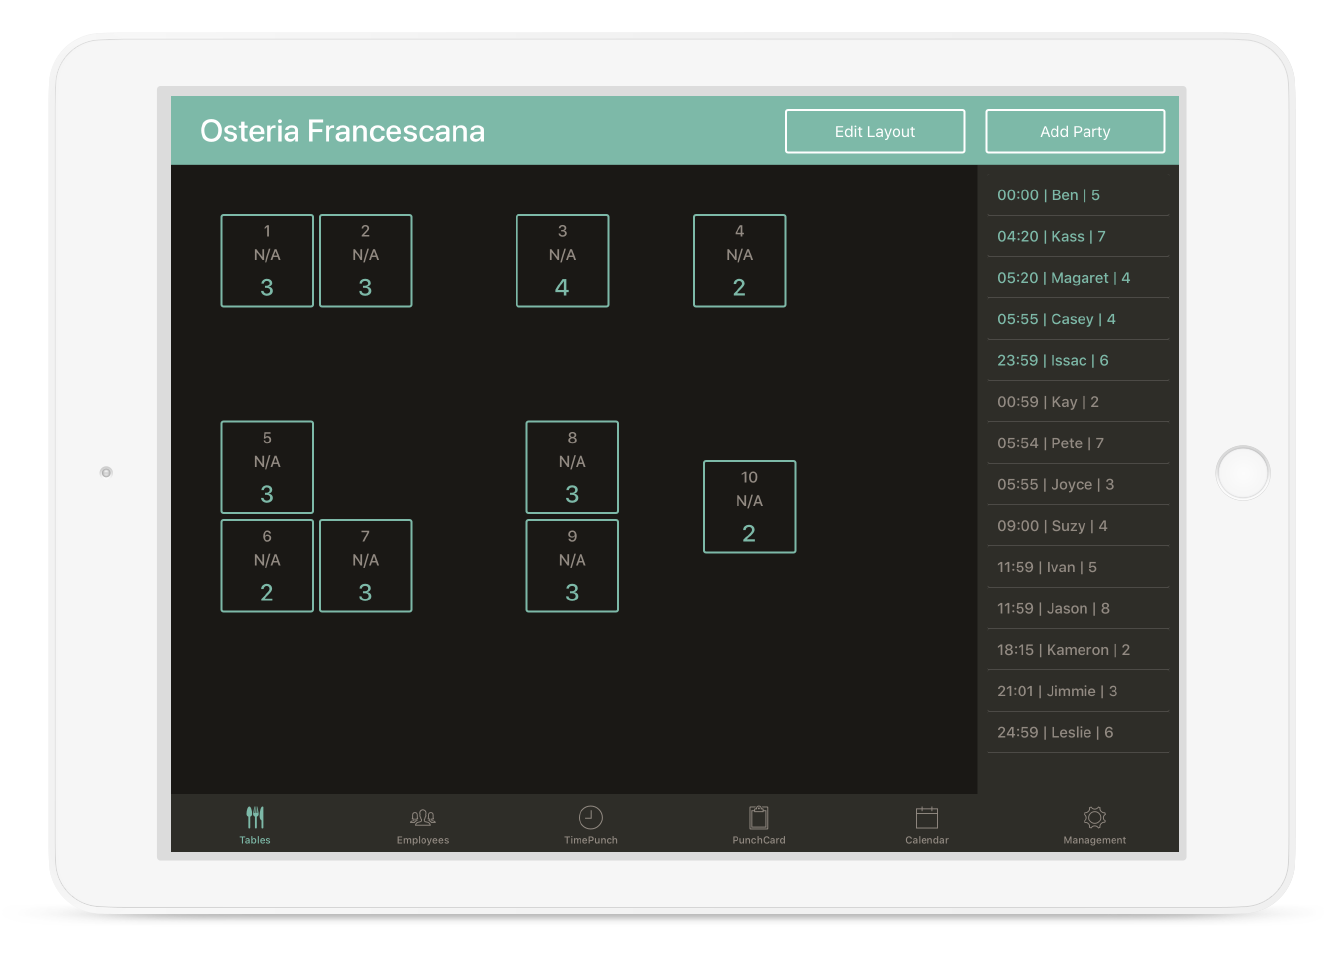 Osteria Francescana
Edit Layout
Add Party
1
N/A
3
2
N/A
3
3
N/A
4
4
N/A
2
5
N/A
3
6
N/A
2
7
N/A
3
8
N/A
3
9
N/A
3
10
N/A
2
00:00 | Ben | 5
04:20 | Kass | 7
05:20 | Magaret | 4
05:55 | Casey | 4
23:59 | Issac | 6
00:59 | Kay | 2
05:54 | Pete | 7
05:55 | Joyce | 3
09:00 | Suzy | 4
11:59 | Ivan | 5
11:59 | Jason | 8
18:15 | Kameron | 2
21:01 | Jimmie | 3
24:59 | Leslie | 6
Tables
Employees
TimePunch
PunchCard
Calendar
Management